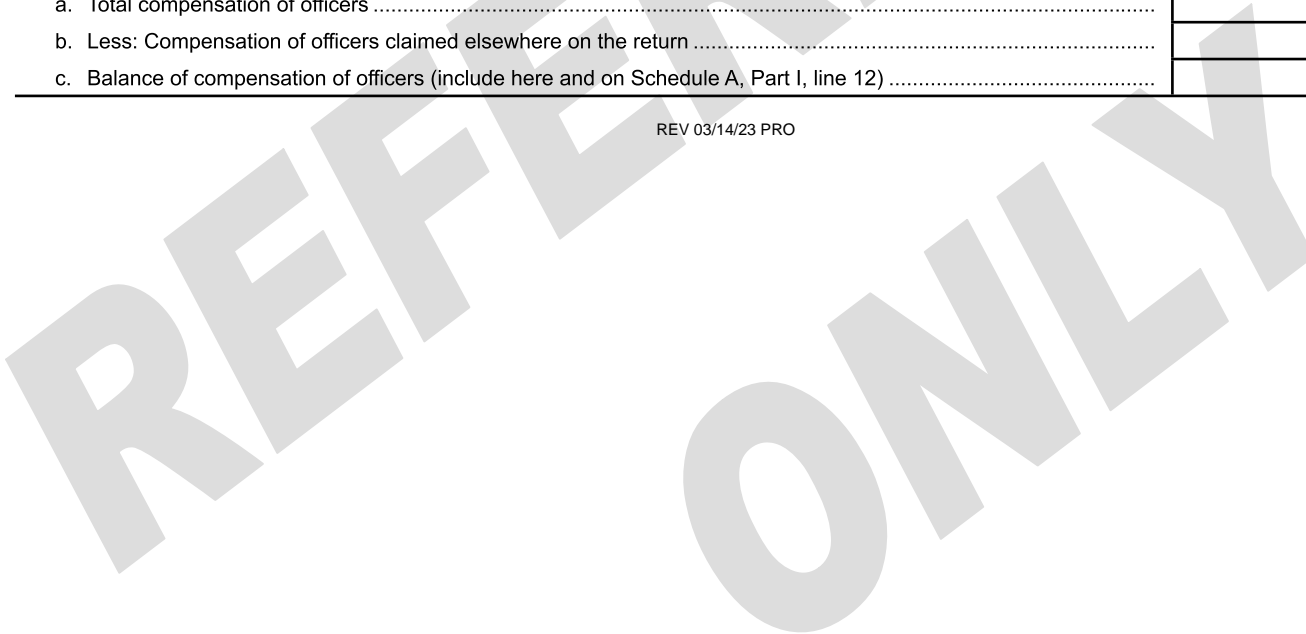 a. Total compensation of officers ................................................................................................................................
b. Less: Compensation of officers claimed elsewhere on the return .............................................................................
c. Balance of compensation of officers (include here and on Schedule A, Part I, line 12) .............................................
REV 03/14/23 PRO
ONLY